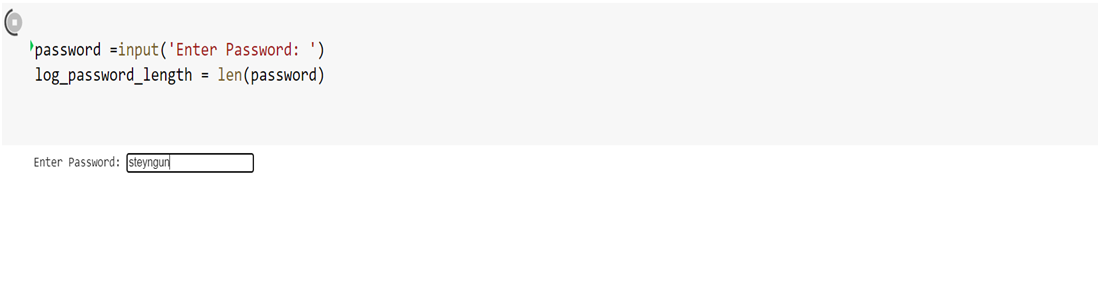 password =input('Enter Password: ')
log_password_length = len(password)
Enter Password: steyngun